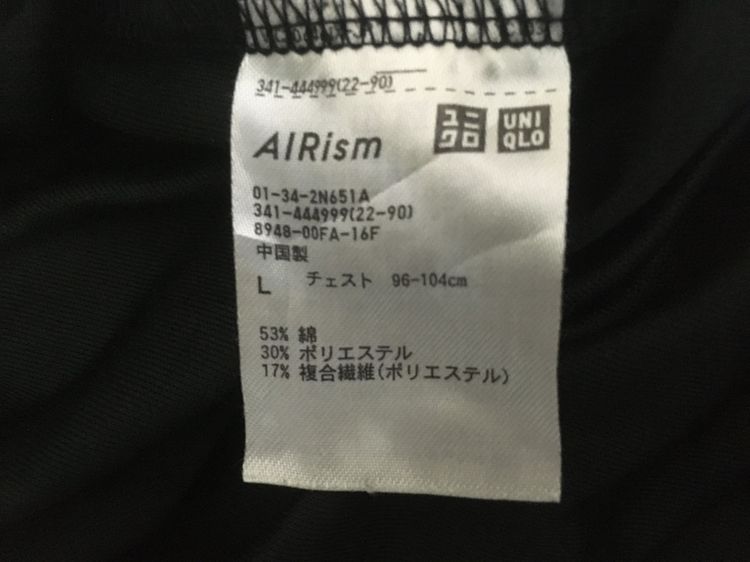 341-444999(22-90)
AIRism
ユニクロ
UNIQLO
01-34-2N651A
341-444999(22-90)
8948-00FA-16F
中国製
L チェスト 96-104cm
53% 綿
30% ポリエステル
17% 複合繊維(ポリエステル)